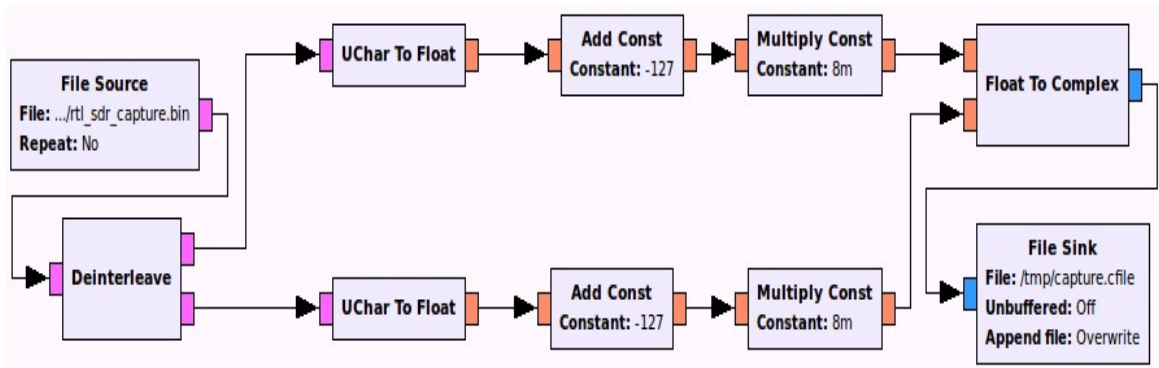 File Source
File: .../rtl_sdr_capture.bin
Repeat: No
UChar To Float
Add Const
Constant: -127
Multiply Const
Constant: 8m
Float To Complex
Deinterleave
UChar To Float
Add Const
Constant: -127
Multiply Const
Constant: 8m
File Sink
File: /tmp/capture.cfile
Unbuffered: Off
Append file: Overwrite